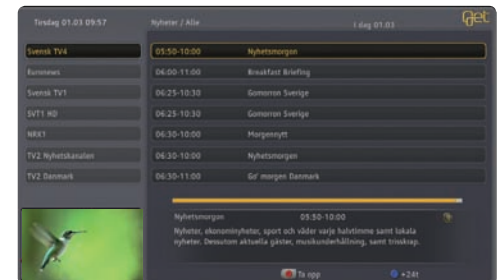 Tirsdag 01.03 09:57
Nyheter / Alle
I dag 01.03
Get
Svensk TV4 05:50-10:00 Nyhetsmorgon
Euronews 06:00-11:00 Breakfast Briefing
Svensk TV1 06:25-10:30 Gomorron Sverige
SVT1 HD 06:25-10:30 Gomorron Sverige
NRK1 06:30-10:00 Morgennytt
TV2 Nyhetskanalen 06:30-10:00 Nyhetsmorgen
TV2 Danmark 06:30-11:00 Go' morgen Danmark
Nyhetsmorgon 05:50-10:00
Nyheter, ekonominyheter, sport och väder varje halvtimme samt lokala
nyheter. Dessutom aktuella gäster, musikunderhållning, samt trisskrap.
Ta opp
+24t